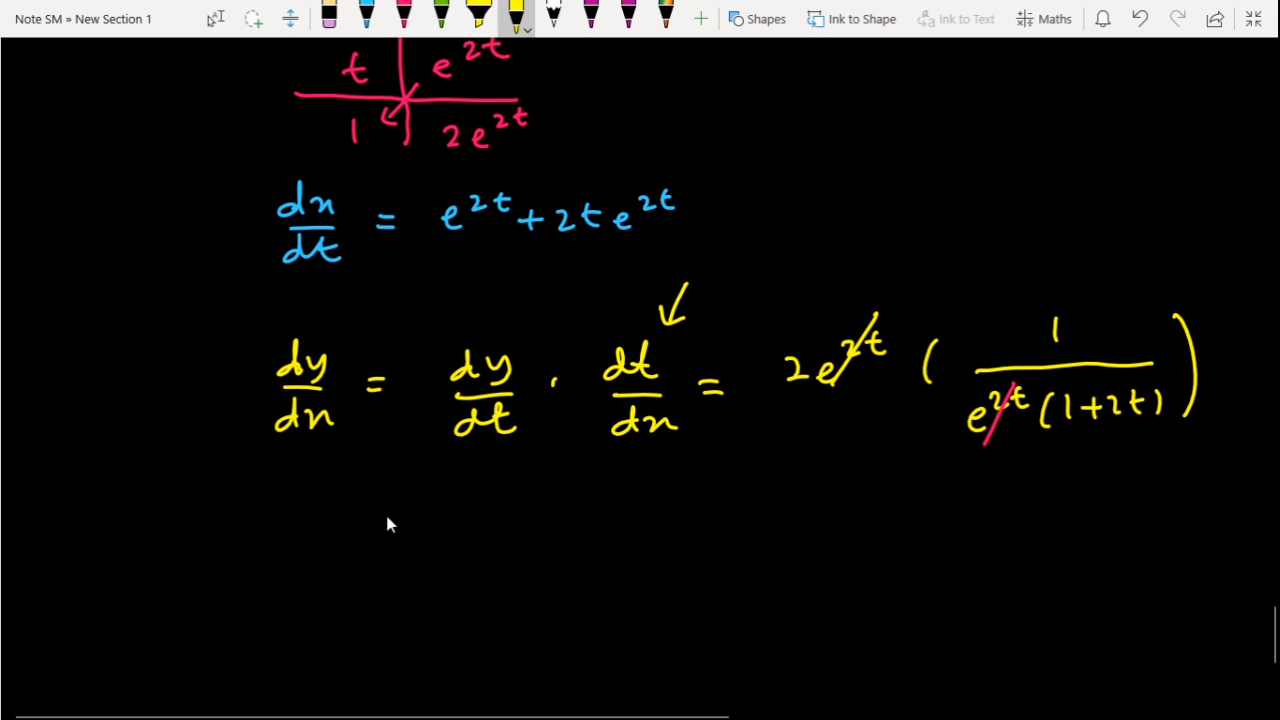 Note SM » New Section 1
Shapes
Ink to Shape
Ink to Text
Maths
t e^2t
1 2e^2t
dx/dt = e^2t + 2t e^2t
dy/dx = dy/dt · dt/dx = 2e^2t ( 1/e^2t(1+2t) )